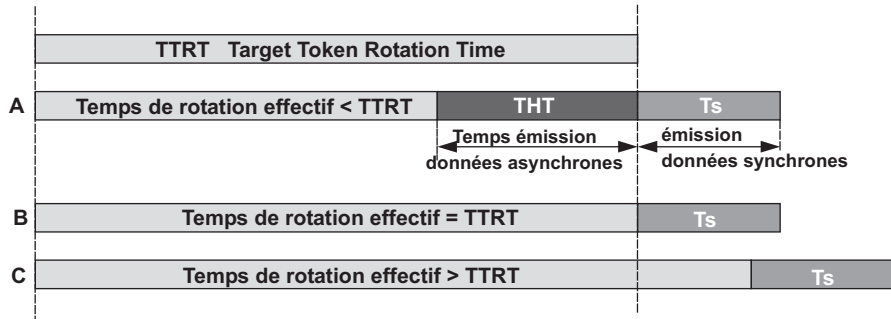 TTRT Target Token Rotation Time
A Temps de rotation effectif < TTRT THT Ts
Temps émission émission
données asynchrones données synchrones
B Temps de rotation effectif = TTRT Ts
C Temps de rotation effectif > TTRT Ts